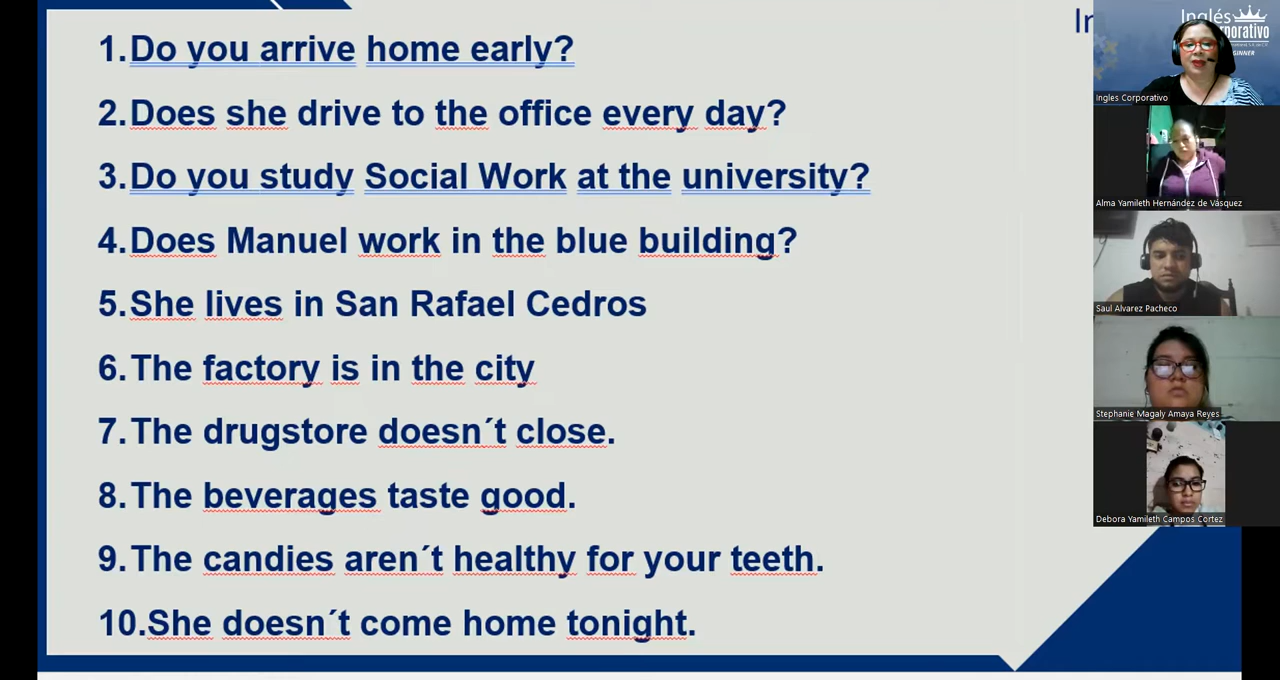 1.Do you arrive home early?
2.Does she drive to the office every day?
3.Do you study Social Work at the university?
4.Does Manuel work in the blue building?
5.She lives in San Rafael Cedros
6.The factory is in the city
7.The drugstore doesn´t close.
8.The beverages taste good.
9.The candies aren´t healthy for your teeth.
10.She doesn´t come home tonight.
In
Inglés
orporativo
GINNER
Ingles Corporativo
Alma Yamileth Hernández de Vásquez
Saul Alvarez Pacheco
Stephanie Magaly Amaya Reyes
Debora Yamileth Campos Cortez